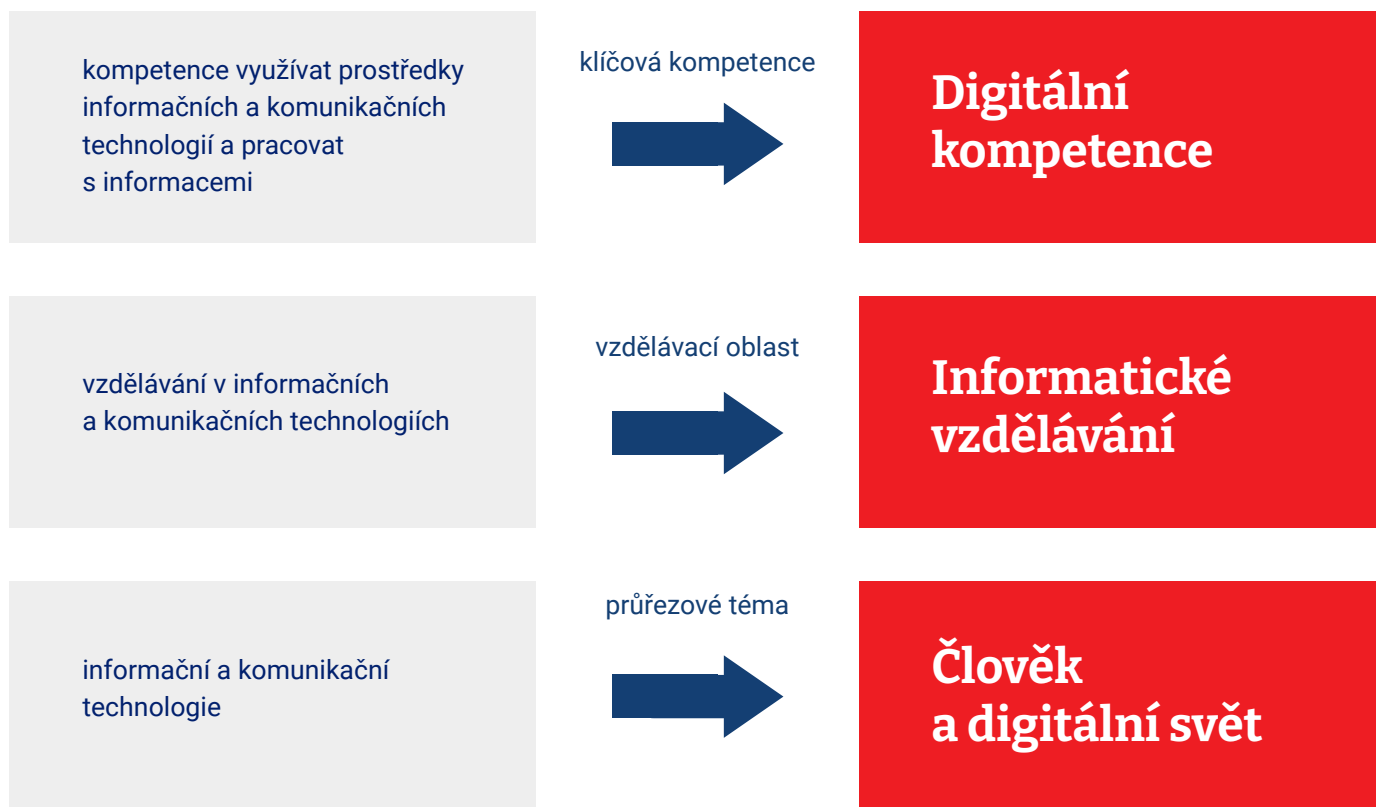 kompetence využívat prostředky
informačních a komunikačních
technologií a pracovat
s informacemi
klíčová kompetence
Digitální
kompetence
vzdělávání v informačních
a komunikačních technologiích
vzdělávací oblast
Informatické
vzdělávání
informační a komunikační
technologie
průřezové téma
Člověk
a digitální svět